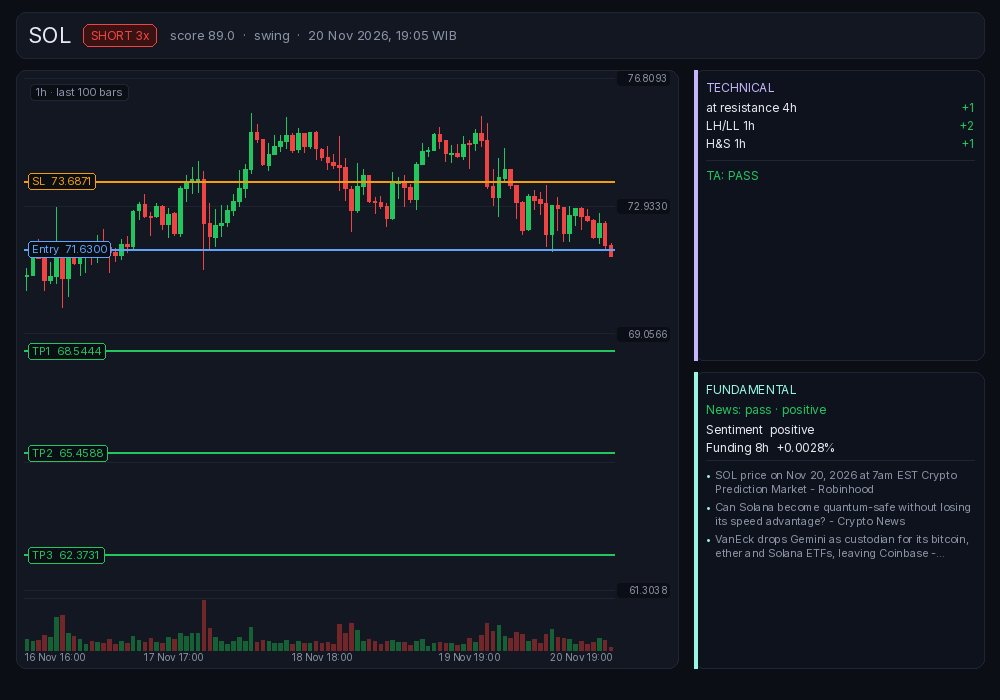 SOL SHORT 3x score 89.0 · swing · 20 Nov 2026, 19:05 WIB
1h · last 100 bars
76.8093
SL 73.6871
72.9330
Entry 71.6300
69.0566
TP1 68.5444
TP2 65.4588
TP3 62.3731
61.3038
16 Nov 16:00 17 Nov 17:00 18 Nov 18:00 19 Nov 19:00 20 Nov 19:00
TECHNICAL
at resistance 4h +1
LH/LL 1h +2
H&S 1h +1
TA: PASS
FUNDAMENTAL
News: pass · positive
Sentiment positive
Funding 8h +0.0028%
• SOL price on Nov 20, 2026 at 7am EST Crypto
Prediction Market - Robinhood
• Can Solana become quantum-safe without losing
its speed advantage? - Crypto News
• VanEck drops Gemini as custodian for its bitcoin,
ether and Solana ETFs, leaving Coinbase -...